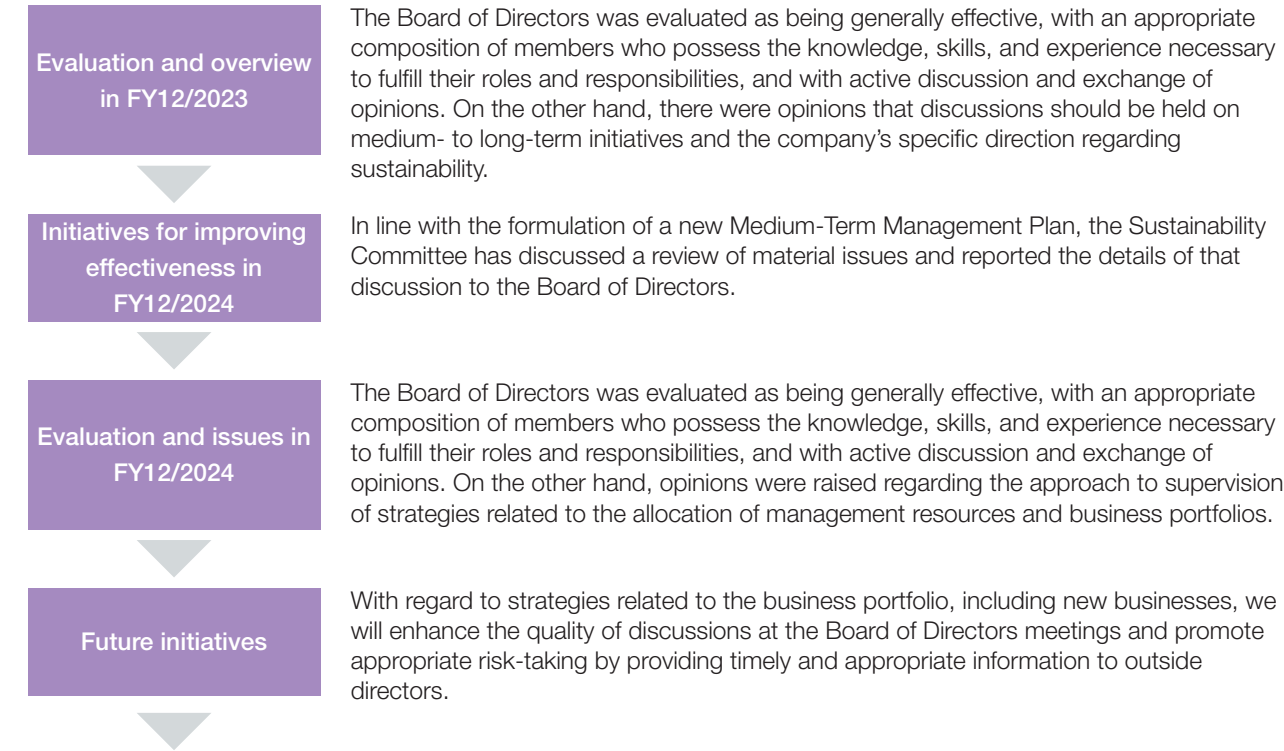 Evaluation and overview
in FY12/2023
The Board of Directors was evaluated as being generally effective, with an appropriate
composition of members who possess the knowledge, skills, and experience necessary
to fulfill their roles and responsibilities, and with active discussion and exchange of
opinions. On the other hand, there were opinions that discussions should be held on
medium- to long-term initiatives and the company’s specific direction regarding
sustainability.
Initiatives for improving
effectiveness in
FY12/2024
In line with the formulation of a new Medium-Term Management Plan, the Sustainability
Committee has discussed a review of material issues and reported the details of that
discussion to the Board of Directors.
Evaluation and issues in
FY12/2024
The Board of Directors was evaluated as being generally effective, with an appropriate
composition of members who possess the knowledge, skills, and experience necessary
to fulfill their roles and responsibilities, and with active discussion and exchange of
opinions. On the other hand, opinions were raised regarding the approach to supervision
of strategies related to the allocation of management resources and business portfolios.
Future initiatives
With regard to strategies related to the business portfolio, including new businesses, we
will enhance the quality of discussions at the Board of Directors meetings and promote
appropriate risk-taking by providing timely and appropriate information to outside
directors.